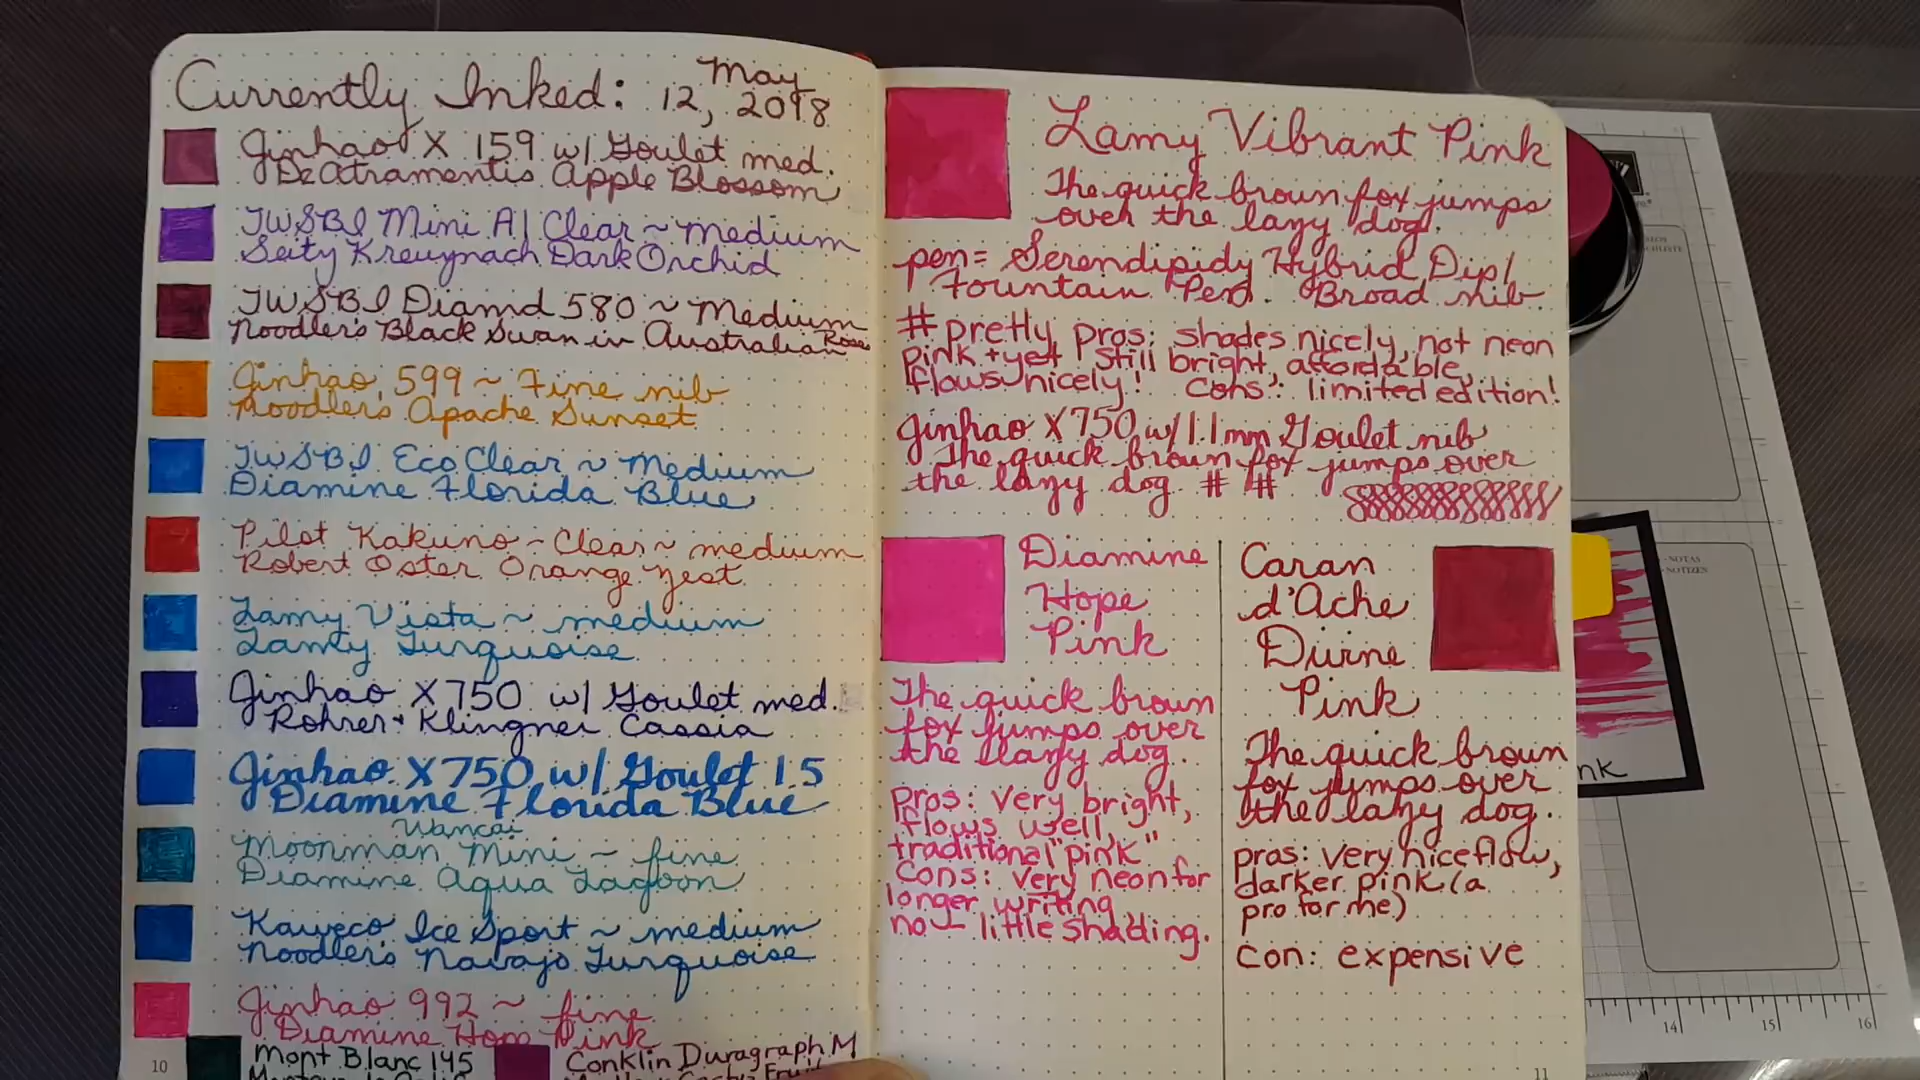 Currently Inked: May 12, 2018
Jinhao X 159 w/ Goulet med.
DeAtramentis Apple Blossom
TWSBI Mini Al Clear ~ Medium
Seity Kreuynach Dark Orchid
TWSBI Diamd 580 ~ Medium
Noodler's Black Swan in Australian Roses
Jinhao 599 ~ Fine nib
Noodler's Apache Sunset
TWSBI Eco Clear ~ Medium
Diamine Florida Blue
Pilot Kakuno ~ Clear ~ medium
Robert Oster Orange Zest
Lamy Vista ~ medium
Lamy Turquoise
Jinhao X750 w/ Goulet med.
Rohrer + Klingner Cassia
Jinhao X750 w/ Goulet 1.5
Diamine Florida Blue
Wancai
Moonman Mini ~ fine
Diamine Aqua Lagoon
Kaweco Ice Sport ~ medium
Noodler's Navajo Turquoise
Jinhao 992 ~ fine
Diamine Hope Pink
Mont Blanc 145
Conklin Duragraph M
10
Lamy Vibrant Pink
The quick brown fox jumps
over the lazy dog.
pen = Serendipidy Hybrid Dip/
Fountain Pen. Broad nib
# pretty pros: shades nicely, not neon
pink + yet still bright, affordable,
flows nicely! Cons: limited edition!
Jinhao X750 w/ 1.1mm Goulet nib
The quick brown fox jumps over
the lazy dog # #
Diamine
Hope
Pink
The quick brown
fox jumps over
the lazy dog.
Pros: very bright,
flows well,
traditional "pink"
Cons: very neon for
longer writing
no – little shading.
Caran
d'Ache
Divine
Pink
The quick brown
fox jumps over
the lazy dog.
pros: very nice flow,
darker pink (a
pro for me)
con: expensive
11
NOTAS
NOTIZES
nk
14 15 16